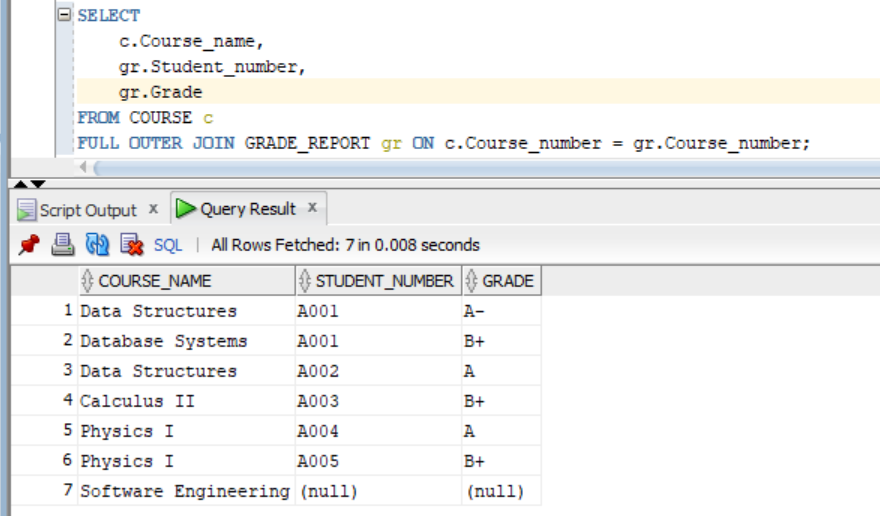 SELECT
c.Course_name,
gr.Student_number,
gr.Grade
FROM COURSE c
FULL OUTER JOIN GRADE_REPORT gr ON c.Course_number = gr.Course_number;
Script Output x Query Result x
SQL | All Rows Fetched: 7 in 0.008 seconds
COURSE_NAME STUDENT_NUMBER GRADE
1 Data Structures A001 A-
2 Database Systems A001 B+
3 Data Structures A002 A
4 Calculus II A003 B+
5 Physics I A004 A
6 Physics I A005 B+
7 Software Engineering (null) (null)